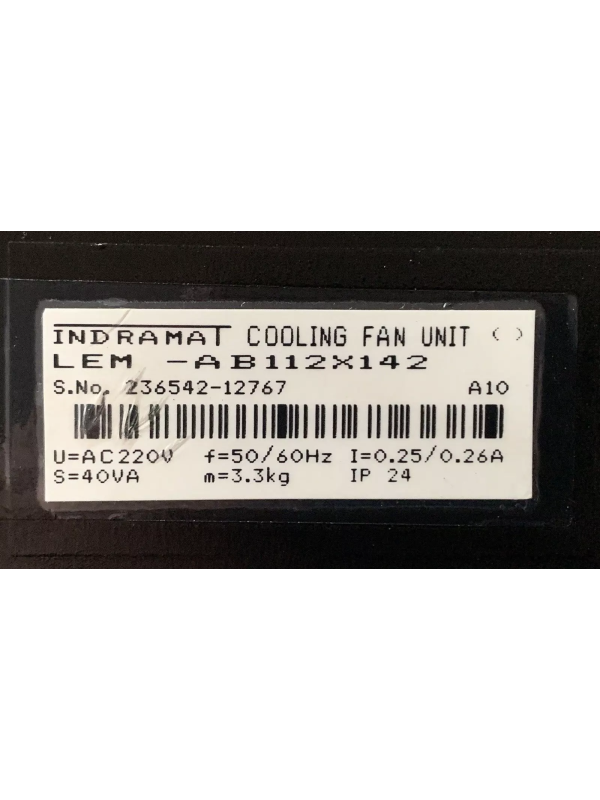 INDRAMAT COOLING FAN UNIT < >
LEM -AB112X142
S.No. 236542-12767 A10
U=AC220V f=50/60Hz I=0.25/0.26A
S=40VA m=3.3kg IP 24